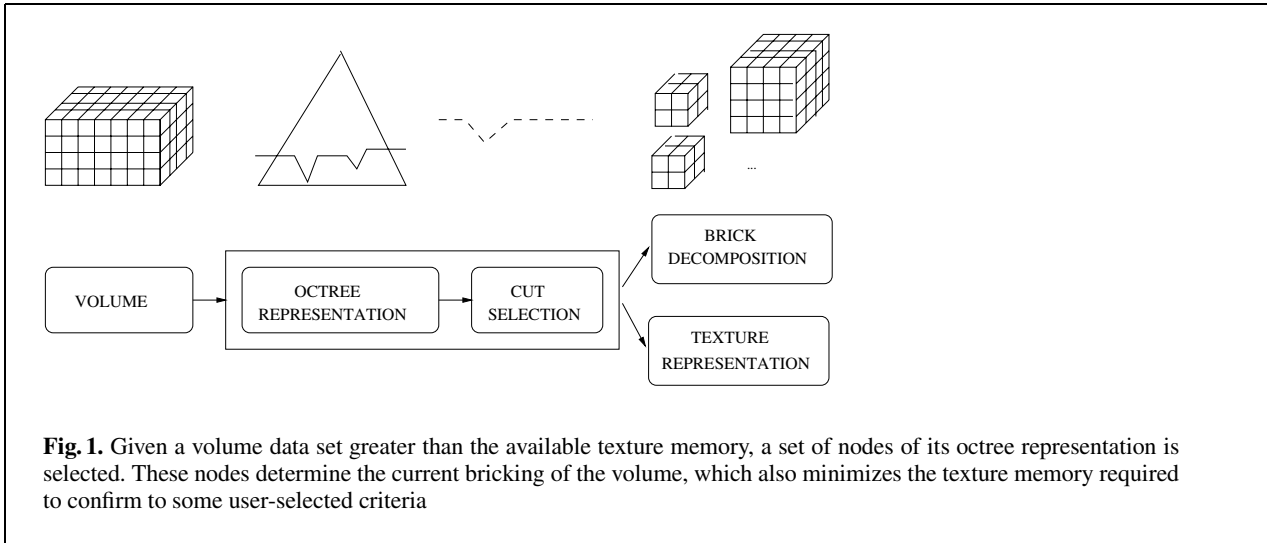 ...
BRICK
DECOMPOSITION
VOLUME
OCTREE
REPRESENTATION
CUT
SELECTION
TEXTURE
REPRESENTATION
Fig. 1. Given a volume data set greater than the available texture memory, a set of nodes of its octree representation is
selected. These nodes determine the current bricking of the volume, which also minimizes the texture memory required
to confirm to some user-selected criteria